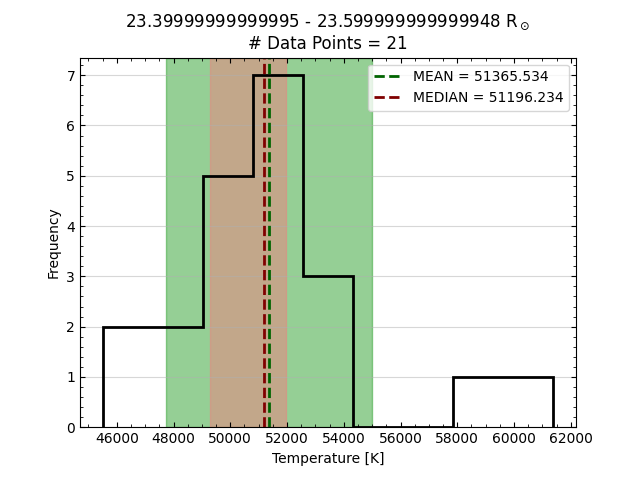 23.39999999999995 - 23.599999999999948 R⊙
# Data Points = 21
MEAN = 51365.534
MEDIAN = 51196.234
7
6
5
4
3
2
1
0
Frequency
46000 48000 50000 52000 54000 56000 58000 60000 62000
Temperature [K]